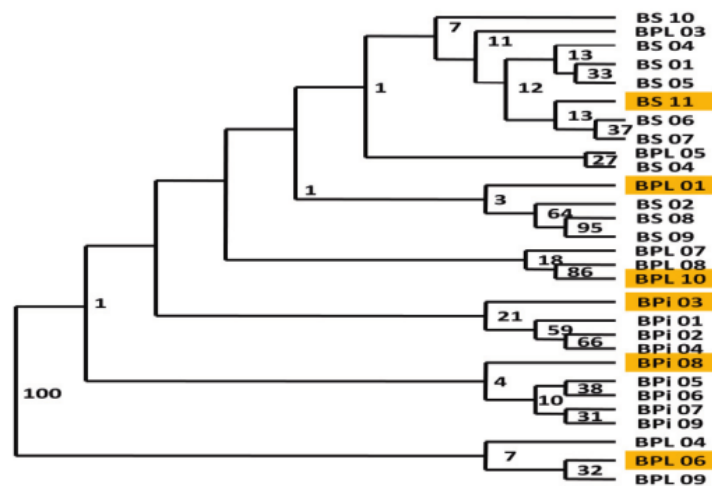 BS 10
7
BPL 03
11
BS 04
13
BS 01
33
BS 05
1
12
BS 11
13
BS 06
37
BS 07
BPL 05
27
BS 04
BPL 01
1
3
BS 02
64
BS 08
95
BS 09
BPL 07
18
BPL 08
86
BPL 10
1
BPi 03
21
BPi 01
59
BPi 02
66
BPi 04
BPi 08
4
BPi 05
38
100
10
BPi 06
BPi 07
31
BPi 09
BPL 04
7
BPL 06
32
BPL 09